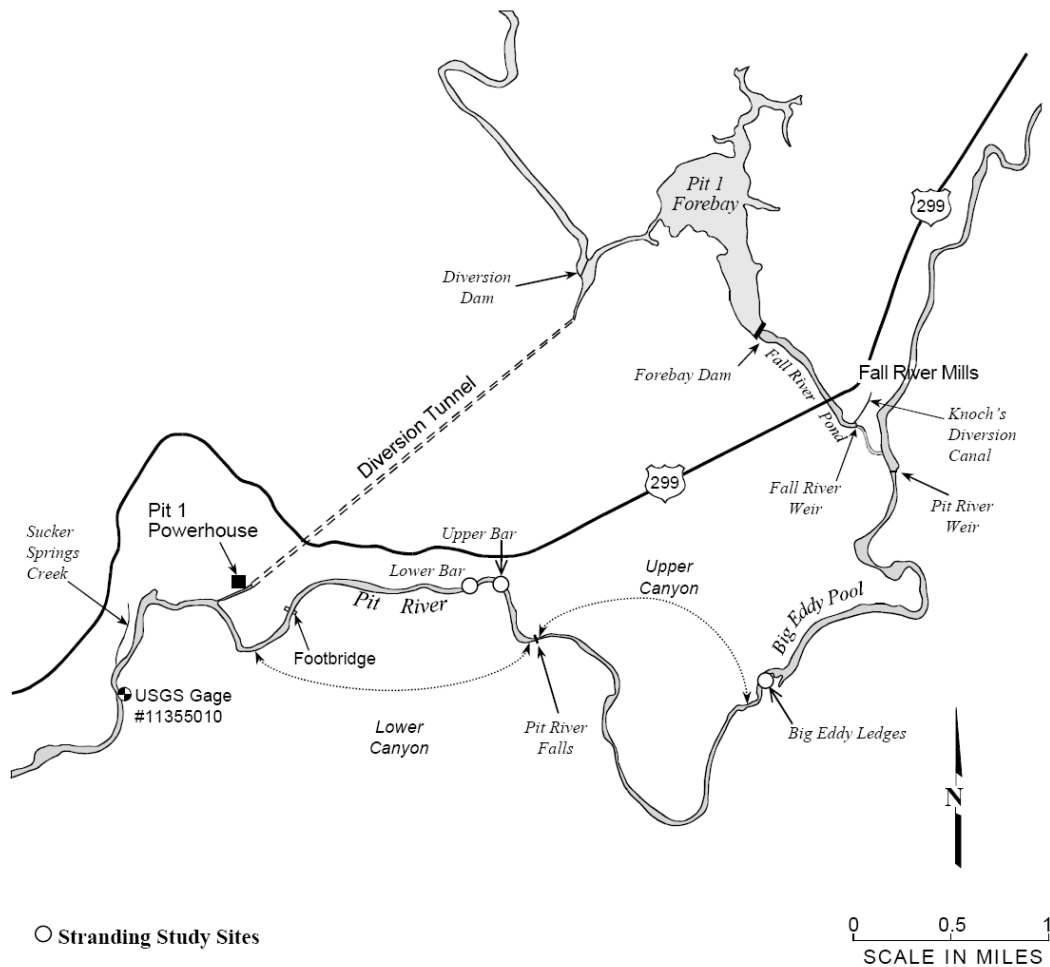 Pit 1
Forebay
299
Diversion
Dam
Forebay Dam
Fall River
Pond
Fall River Mills
Knoch's
Diversion
Canal
Diversion Tunnel
299
Fall River
Weir
Pit River
Weir
Pit 1
Powerhouse
Sucker
Springs
Creek
Upper Bar
Lower Bar
Upper
Canyon
Pit River
Big Eddy Pool
Footbridge
USGS Gage
#11355010
Lower
Canyon
Pit River
Falls
Big Eddy Ledges
N
Stranding Study Sites
0 0.5 1
SCALE IN MILES